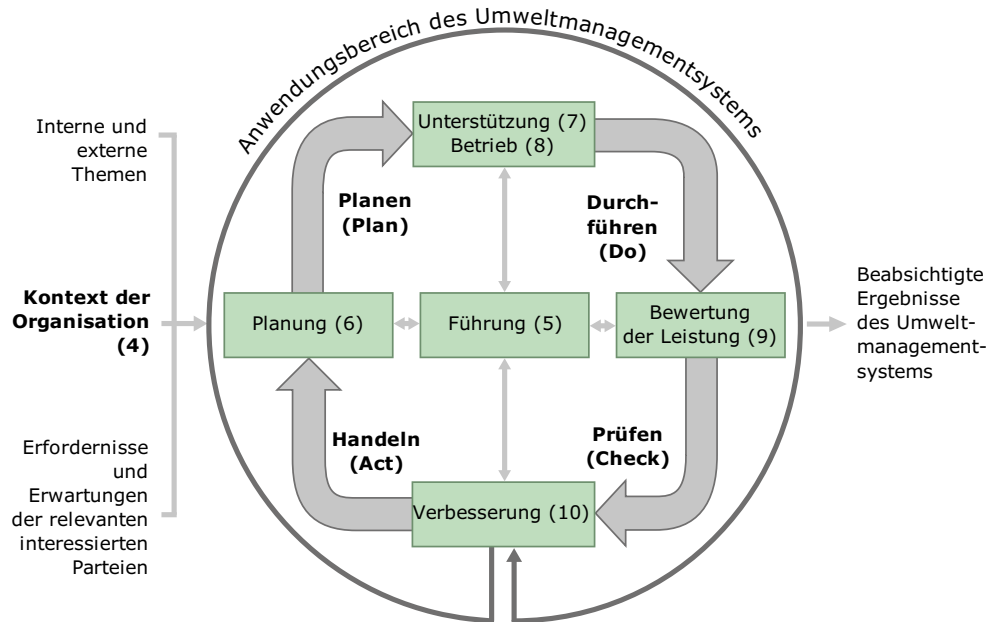 Anwendungsbereich des Umweltmanagementsystems
Interne und
externe
Themen
Kontext der
Organisation
(4)
Erfordernisse
und
Erwartungen
der relevanten
interessierten
Parteien
Unterstützung (7)
Betrieb (8)
Planen
(Plan)
Durch-
führen
(Do)
Planung (6)
Führung (5)
Bewertung
der Leistung (9)
Handeln
(Act)
Prüfen
(Check)
Verbesserung (10)
Beabsichtigte
Ergebnisse
des Umwelt-
management-
systems